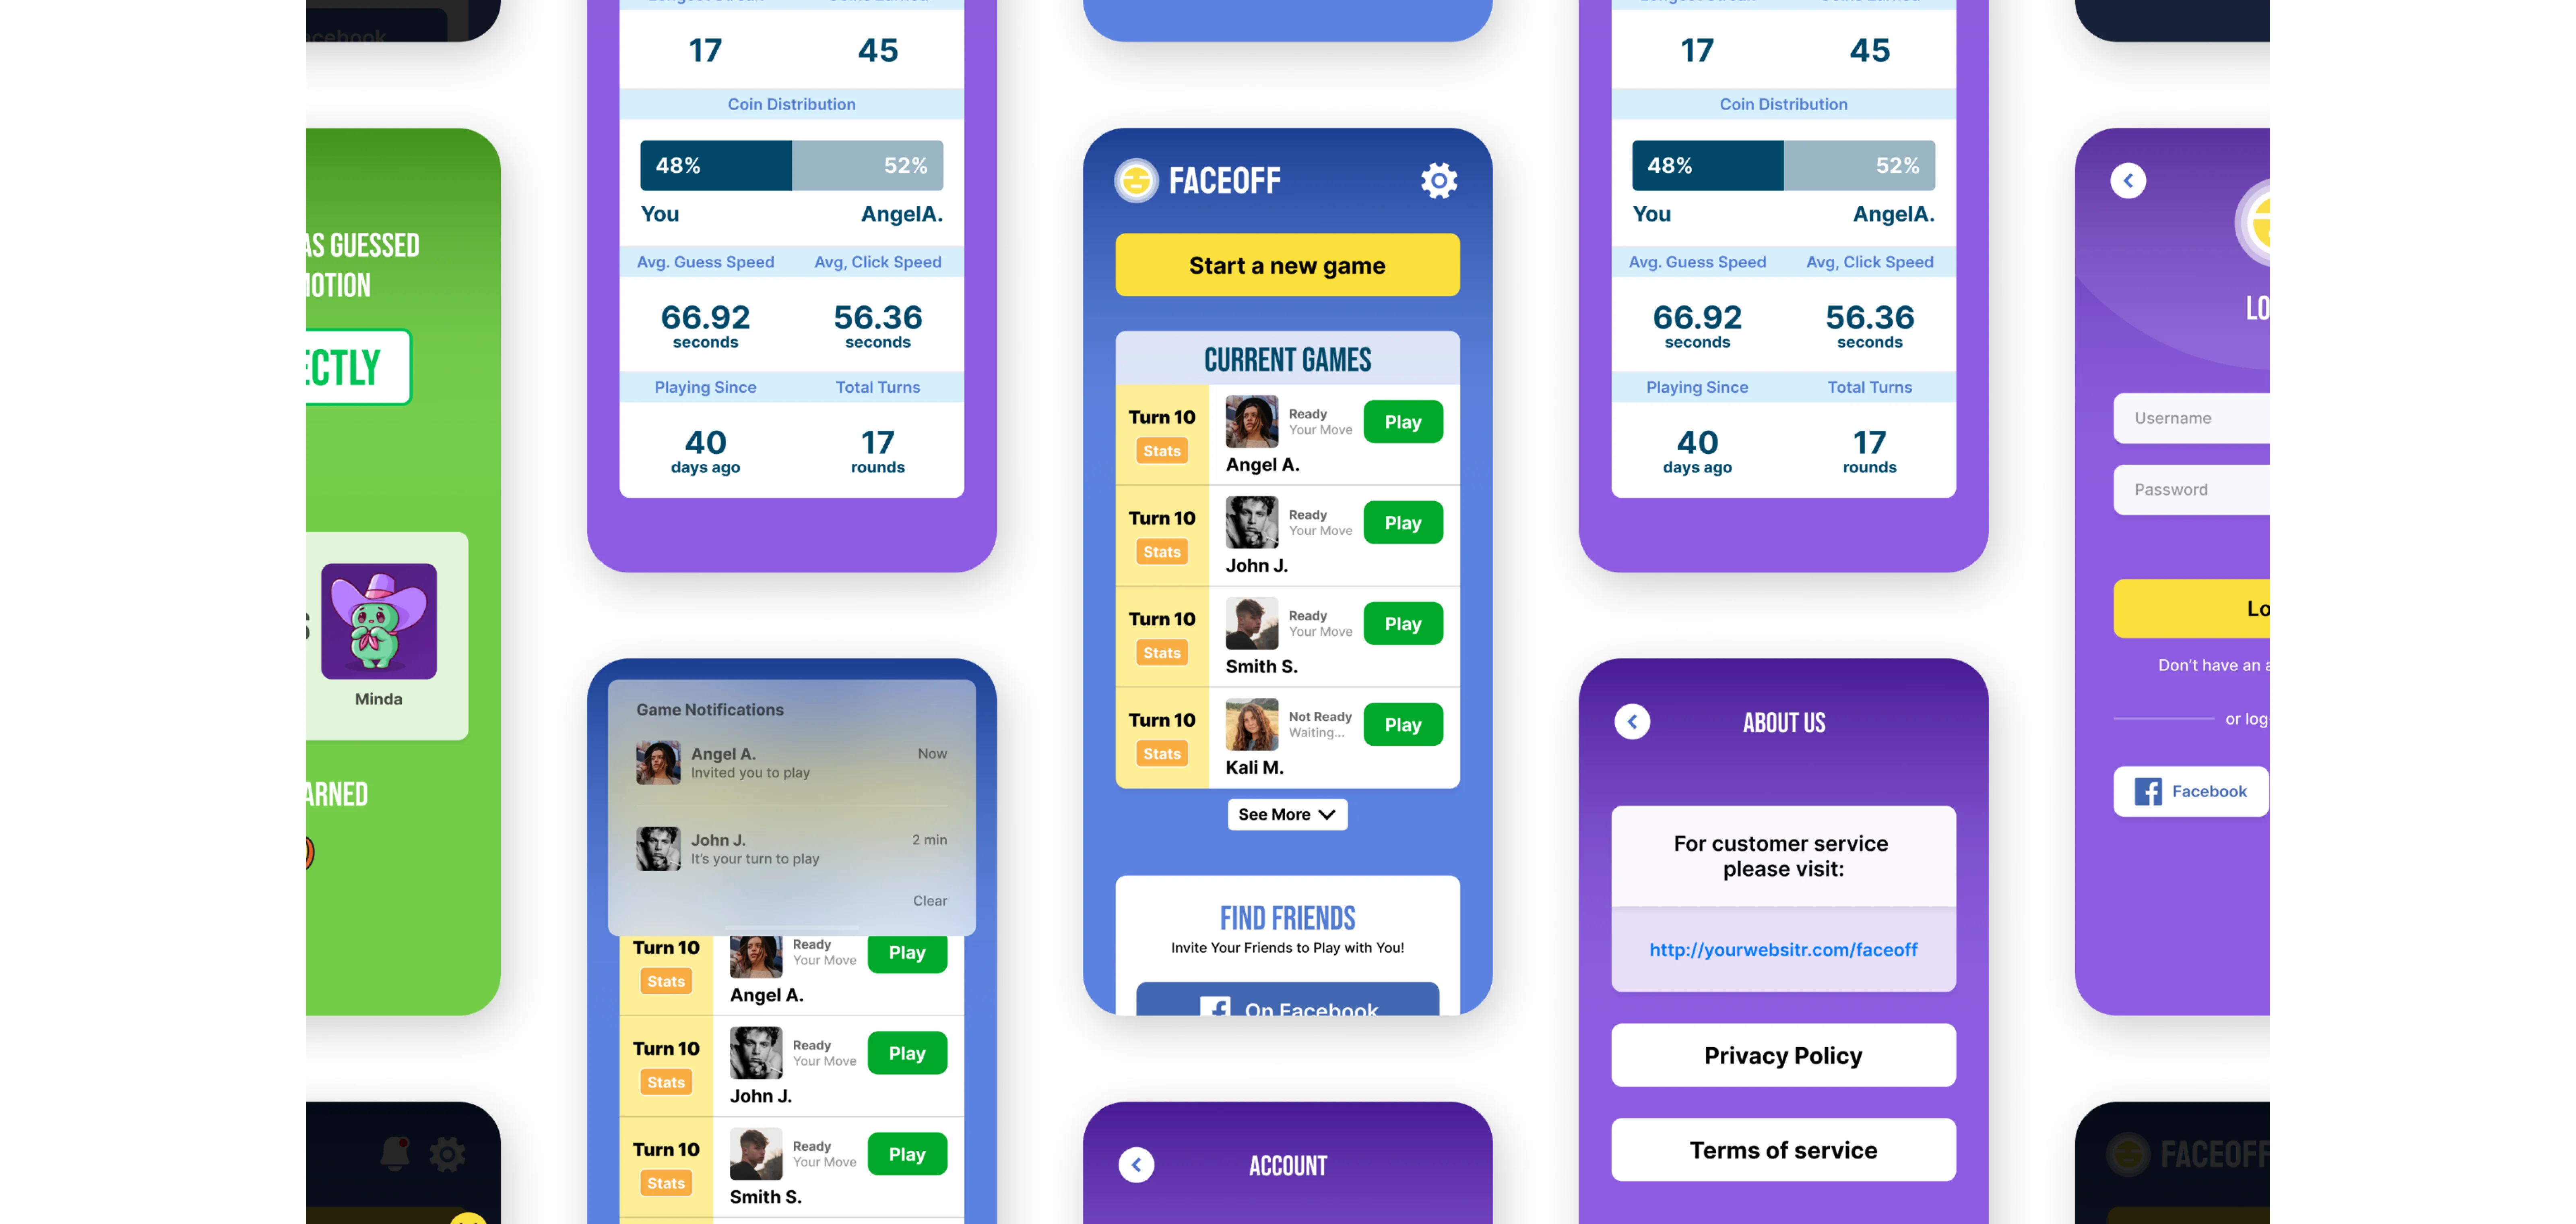 Facebook
AS GUESSED
ECTLY
Minda
ARNED
17
45
Coin Distribution
48%
52%
You
AngelA.
Avg. Guess Speed
Avg, Click Speed
66.92
seconds
56.36
seconds
Playing Since
Total Turns
40
days ago
17
rounds
Game Notifications
Angel A.
Now
Invited you to play
John J.
2 min
It's your turn to play
Clear
Turn 10
Stats
Ready
Your Move
Play
Angel A.
Turn 10
Stats
Ready
Your Move
Play
John J.
Turn 10
Stats
Ready
Your Move
Play
Smith S.
FACEOFF
Start a new game
CURRENT GAMES
Turn 10
Stats
Ready
Your Move
Play
Angel A.
Turn 10
Stats
Ready
Your Move
Play
John J.
Turn 10
Stats
Ready
Your Move
Play
Smith S.
Turn 10
Stats
Not Ready
Waiting...
Play
Kali M.
See More
FIND FRIENDS
Invite Your Friends to Play with You!
On Facebook
ACCOUNT
17
45
Coin Distribution
48%
52%
You
AngelA.
Avg. Guess Speed
Avg, Click Speed
66.92
seconds
56.36
seconds
Playing Since
Total Turns
40
days ago
17
rounds
ABOUT US
For customer service
please visit:
http://yourwebsitr.com/faceoff
Privacy Policy
Terms of service
LO
Username
Password
Lo
Don't have an a
or log-
Facebook
FACEOFF